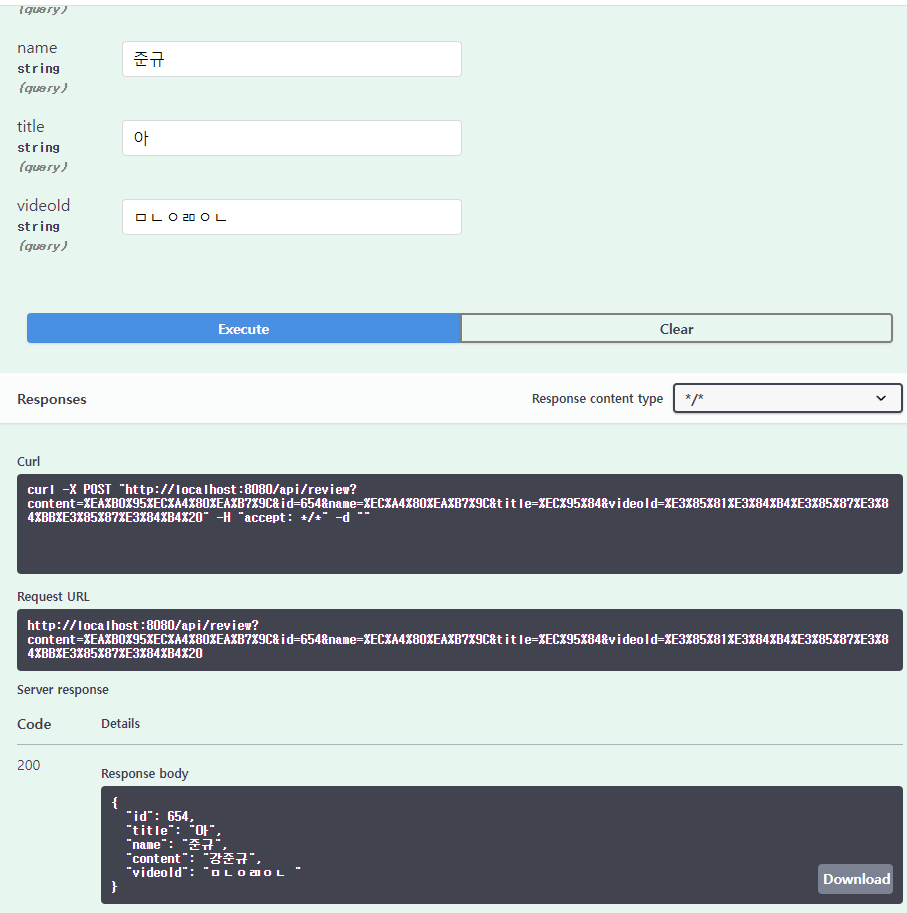 (query)
name
string
(query)
준규
title
string
(query)
아
videoId
string
(query)
ㅁㄴㅇㄻㅇㄴ
Execute
Clear
Responses
Response content type
*/*
Curl
curl -X POST "http://localhost:8080/api/review?
content=%EA%B0%95%EC%A4%80%EA%B7%9C&id=654&name=%EC%A4%80%EA%B7%9C&title=%EC%95%84&videoId=%E3%85%81%E3%84%B4%E3%85%87%E3%8
4%BB%E3%85%87%E3%84%B4%20" -H "accept: */*" -d ""
Request URL
http://localhost:8080/api/review?
content=%EA%B0%95%EC%A4%80%EA%B7%9C&id=654&name=%EC%A4%80%EA%B7%9C&title=%EC%95%84&videoId=%E3%85%81%E3%84%B4%E3%85%87%E3%8
4%BB%E3%85%87%E3%84%B4%20
Server response
Code
Details
200
Response body
{
"id": 654,
"title": "아",
"name": "준규",
"content": "강준규",
"videoId": "ㅁㄴㅇㄻㅇㄴ "
}
Download